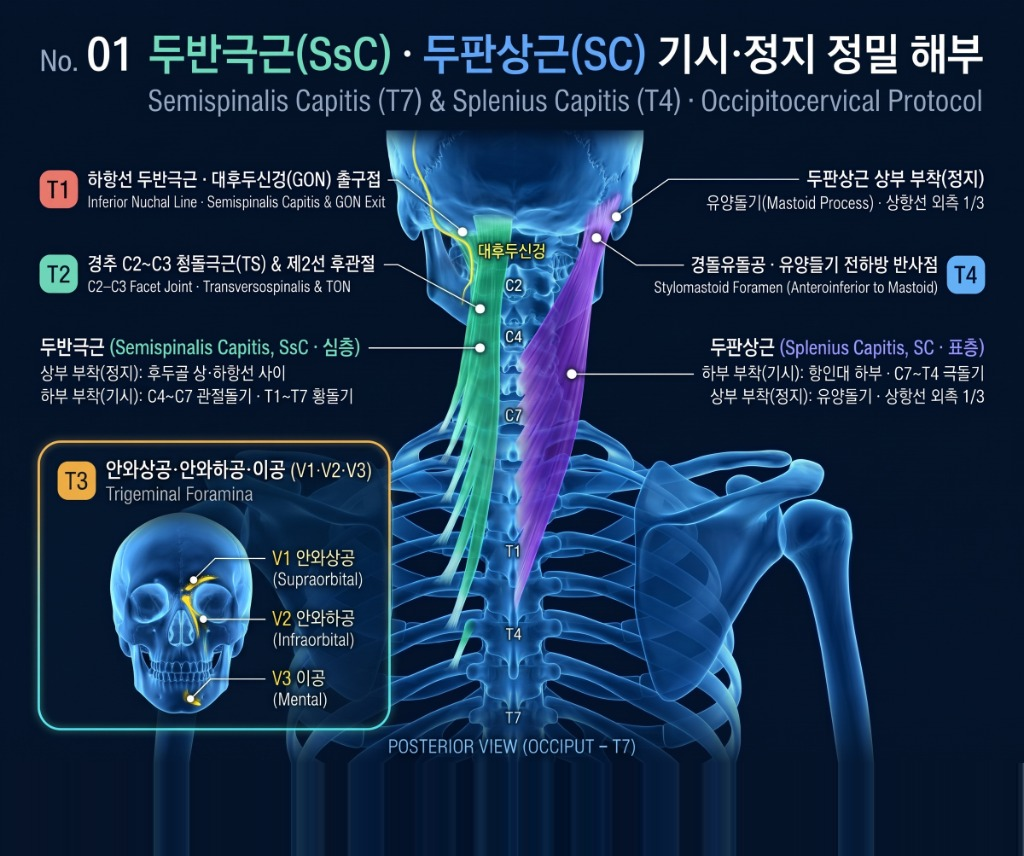 No. 01 두반극근(SsC) · 두판상근(SC) 기시·정지 정밀 해부
Semispinalis Capitis (T7) & Splenius Capitis (T4) · Occipitocervical Protocol
T1 하항선 두반극근 · 대후두신겅(GON) 출구접
Inferior Nuchal Line · Semispinalis Capitis & GON Exit
T2 경추 C2~C3 청돌극근(TS) & 제2선 후관절
C2–C3 Facet Joint · Transversospinalis & TON
두반극근 (Semispinalis Capitis, SsC · 심층)
상부 부착(정지): 후두골 상·하항선 사이
하부 부착(기시): C4~C7 관절돌기 · T1~T7 황돌기
두판상근 상부 부착(정지)
유양돌기(Mastoid Process) · 상항선 외측 1/3
경돌유돌공 · 유양들기 전하방 반사점 T4
Stylomastoid Foramen (Anteroinferior to Mastoid)
두판상근 (Splenius Capitis, SC · 표층)
하부 부착(기시): 항인대 하부 · C7~T4 극돌기
상부 부착(정지): 유양돌기 · 상항선 외측 1/3
대후두신겅
C2
C4
C7
T1
T4
T7
T3 안와상공·안와하공·이공 (V1·V2·V3)
Trigeminal Foramina
V1 안와상공
(Supraorbital)
V2 안와하공
(Infraorbital)
V3 이공
(Mental)
POSTERIOR VIEW (OCCIPUT – T7)